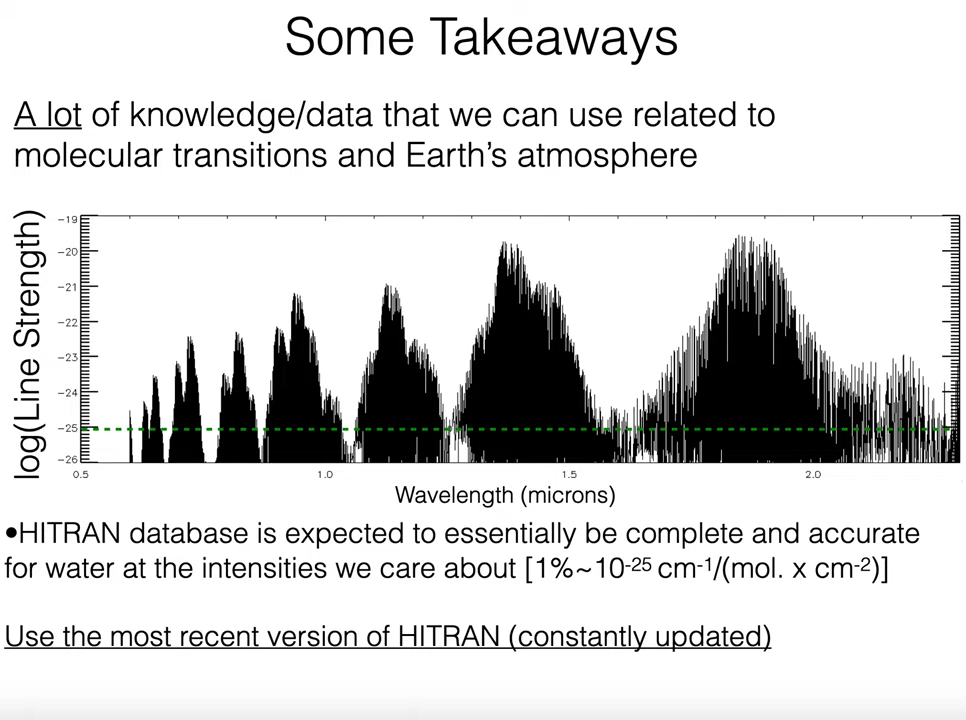 Some Takeaways
A lot of knowledge/data that we can use related to
molecular transitions and Earth's atmosphere
log(Line Strength)
-19
-20
-21
-22
-23
-24
-25
-26
0.5
1.0
1.5
2.0
Wavelength (microns)
•HITRAN database is expected to essentially be complete and accurate
for water at the intensities we care about [1%~10⁻²⁵ cm⁻¹/(mol. x cm⁻²)]
Use the most recent version of HITRAN (constantly updated)